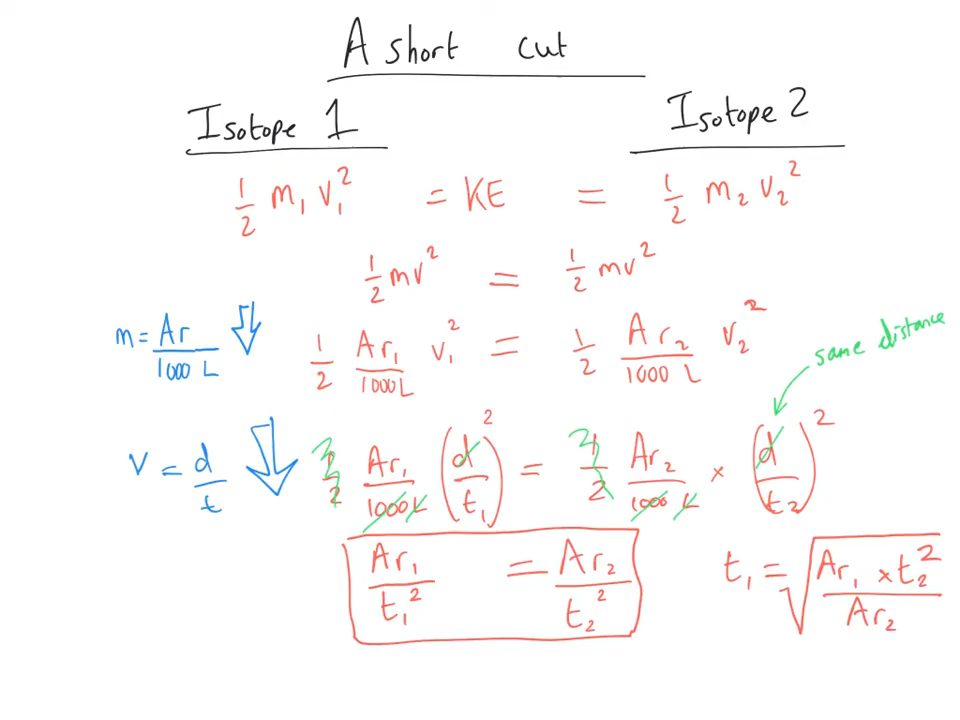 A short cut
Isotope 1 Isotope 2
1/2 m₁ v₁² = KE = 1/2 m₂ v₂²
1/2 mv² = 1/2 mv²
m = Ar/1000 L 1/2 Ar₁/1000L v₁² = 1/2 Ar₂/1000 L v₂²
same distance
v = d/t 1/2 Ar₁/1000L (d/t₁)² = 1/2 Ar₂/1000 L × (d/t₂)²
Ar₁/t₁² = Ar₂/t₂² t₁ = √(Ar₁ × t₂²/Ar₂)